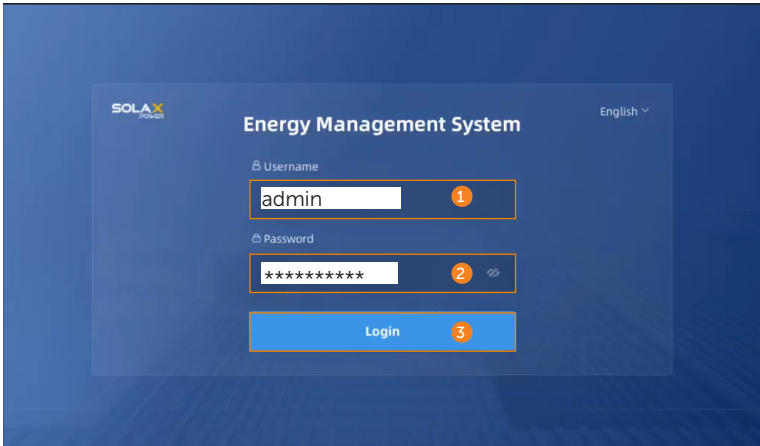 SOLAX
POWER
English
Energy Management System
Username
admin
1
Password
**********
2
Login
3